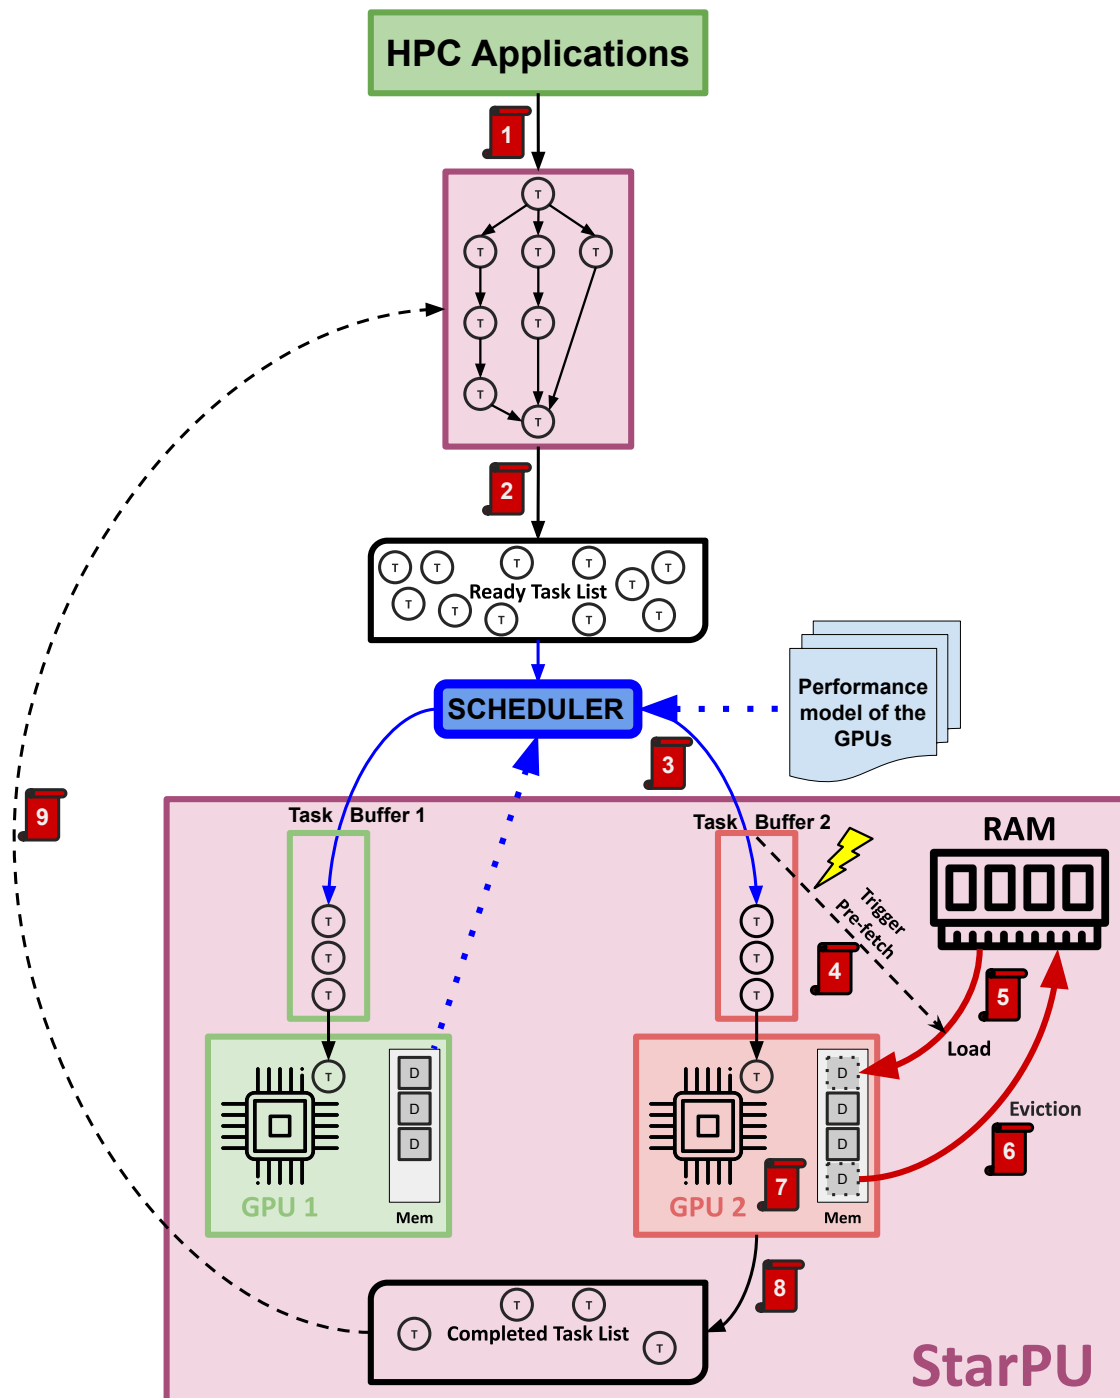 HPC Applications
1
T
T T T
T T
T
T
2
T T T T T
T
Ready Task List
T T T T T
SCHEDULER
Performance
model of the
GPUs
3
9
Task Buffer 1
Task Buffer 2
RAM
Trigger
Pre-fetch
T
T
T
T
T
T
4
5
Load
T
D
D
D
T
D
D
D
D
Eviction
6
7
GPU 1
Mem
GPU 2
Mem
8
T T
T
Completed Task List
T
StarPU